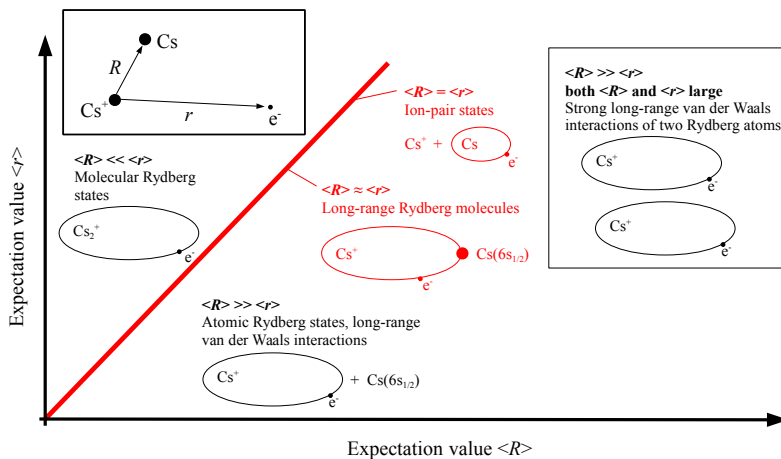 Cs
R
Cs⁺
r
e⁻
<R> << <r>
Molecular Rydberg
states
Cs₂⁺
e⁻
<R> = <r>
Ion-pair states
Cs⁺ + Cs
e⁻
<R> ≈ <r>
Long-range Rydberg molecules
Cs⁺ Cs(6s₁/₂)
e⁻
<R> >> <r>
Atomic Rydberg states, long-range
van der Waals interactions
Cs⁺ + Cs(6s₁/₂)
e⁻
<R> >> <r>
both <R> and <r> large
Strong long-range van der Waals
interactions of two Rydberg atoms
Cs⁺
e⁻
Cs⁺
e⁻
Expectation value <r>
Expectation value <R>